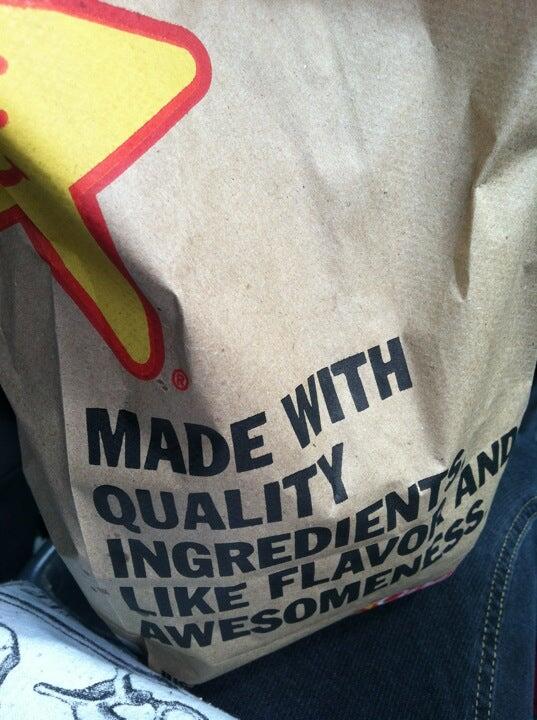 ®
MADE WITH
QUALITY
INGREDIENTS
LIKE FLAVOR AND
AWESOMENESS